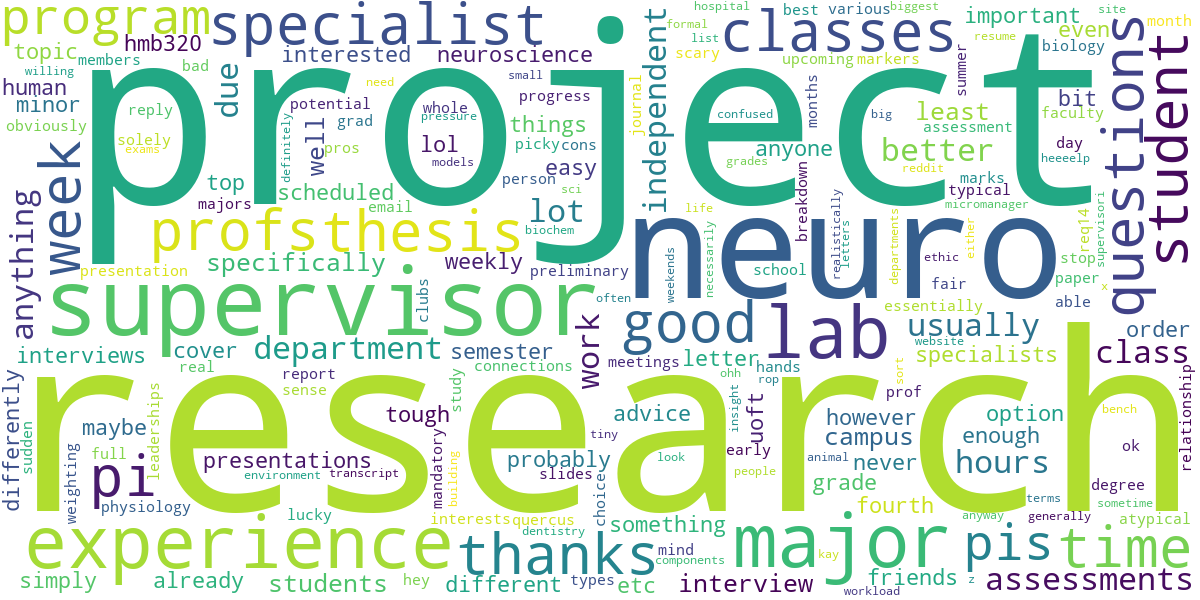 program
specialist
hospital
formal
list
scary
biggest
classes
best
various
upcoming
markers
resume
important
site
even
month
biology
topic
hmb320
members
willing
bad
interested
neuroscience
small
progress
independent
journal
months
summer
human
minor
due
potential
grad
whole
pressure
need
project
confused
big
least
bit
faculty
obviously
reply
solely
exams
definitely
well
pros
lol
models
things
picky
cons
easy
anyone
grades
better
assessment
reddit
heeeelp
day
questions
student
week
top
majors
scheduled
email
person
sci
lot
biochem
life
breakdown
marks
typical
micromanager
req14
supervisori
anything
profsthesis
presentation
specifically
weekly
preliminary
neuro
school
weekends
necessarily
realistically
letters
departments
ethic
either
fair
stop
paper
x
able
supervisor
clubs
often
good
lab
essentially
usually
website
interviews
real
cover
department
semester
connections
work
meetings
letter
hands
ohh
rop
prof
sort
specialists
order
class
relationship
differently
sudden
maybe
leaderships
report
sense
study
tough
research
advice
tiny
insight
uoft
early
however
campus
option
enough
never
hours
bench
ok
full
weighting
pi
physiology
presentations
environment
transcript
mandatory
building
probably
slides
choice
look
people
animal
grade
degree
terms
sometime
lucky
interests
quercus
dentistry
something
fourth
anyway
generally
atypical
experience
thanks
mind
components
major
kay
pis
time
simply
already
students
hey
different
types
etc
interview
workload
friends
z
assessments